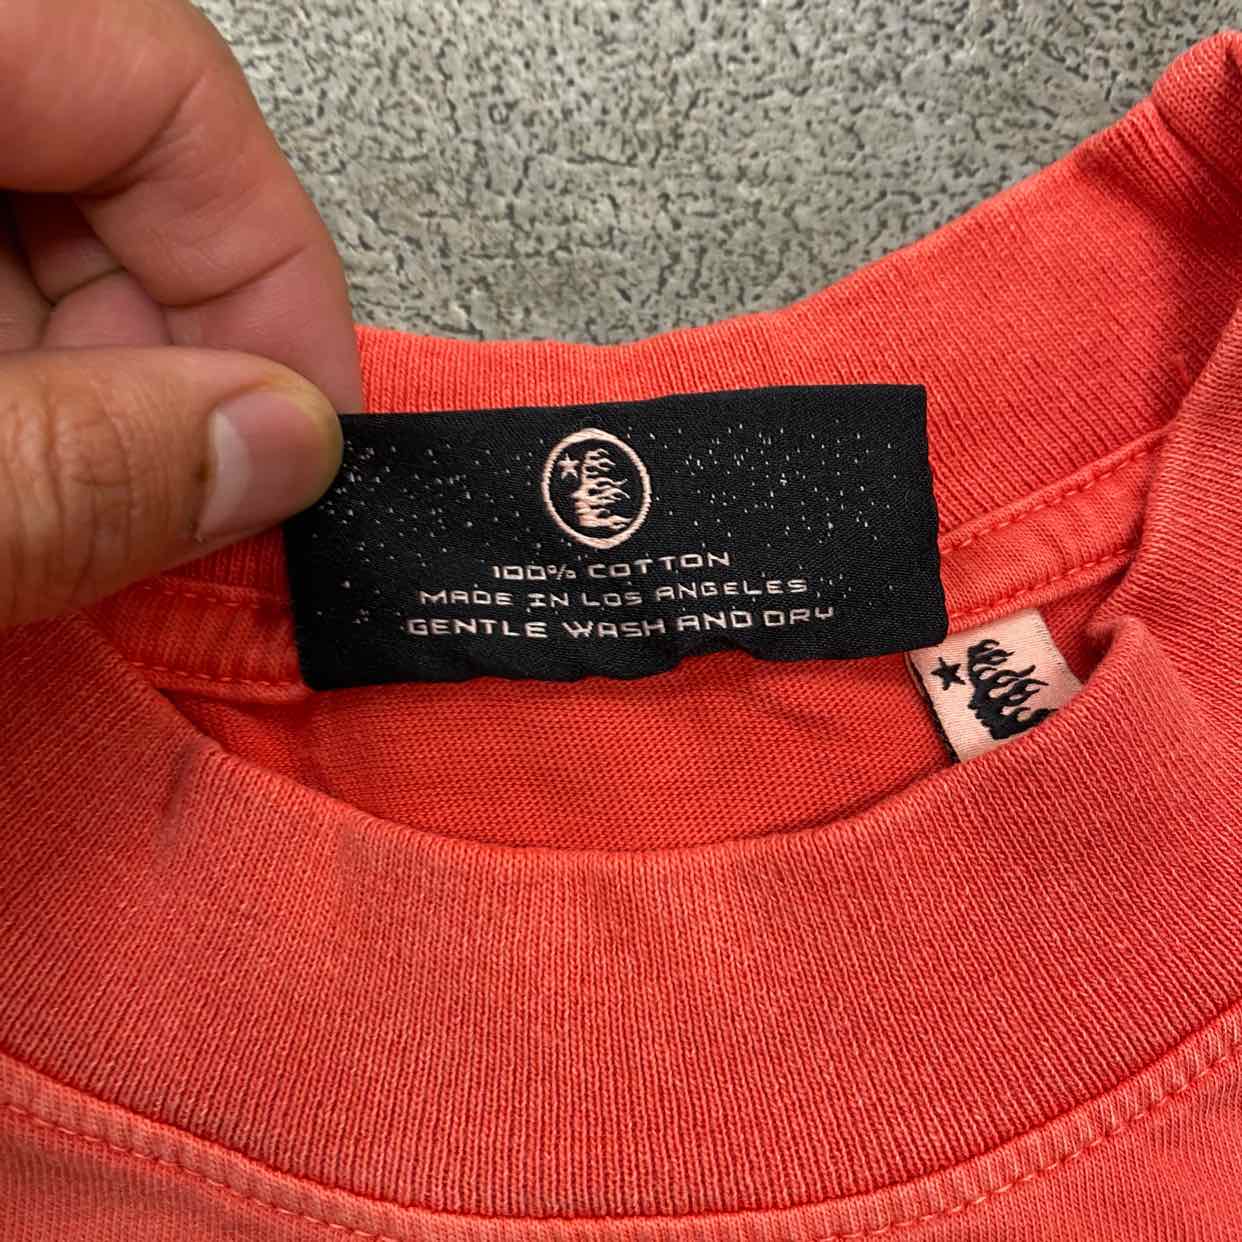 100% COTTON
MADE IN LOS ANGELES
GENTLE WASH AND DRY